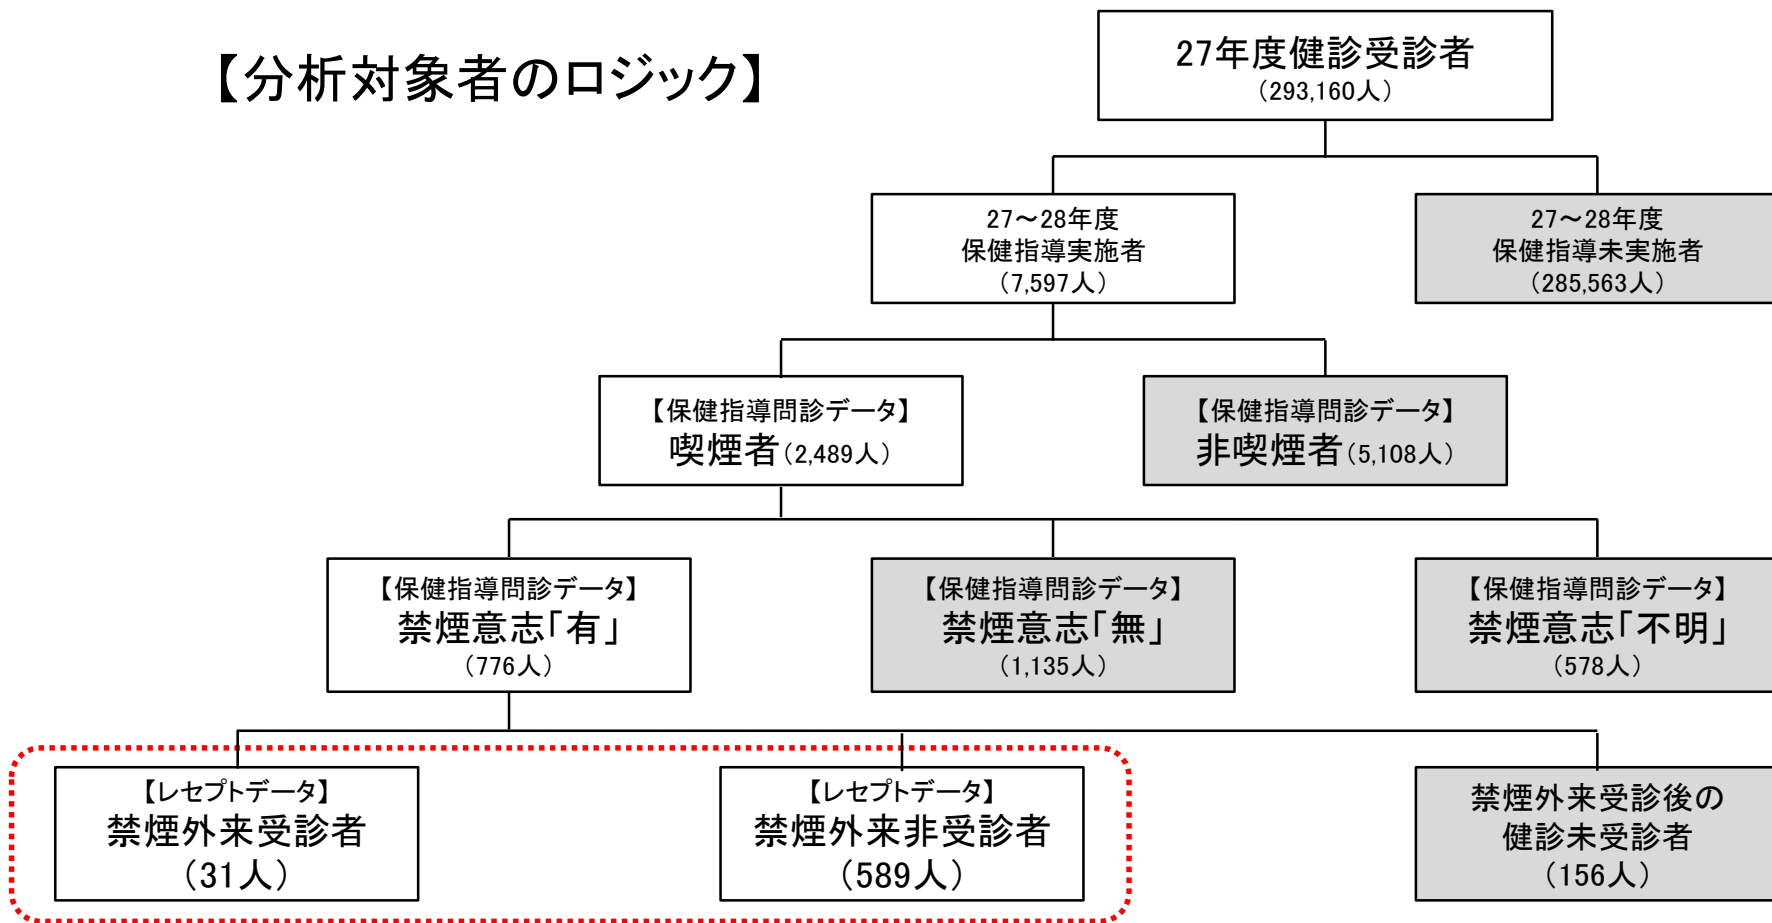 【分析対象者のロジック】
27年度健診受診者
（293,160人）
27～28年度
保健指導実施者
（7,597人）
27～28年度
保健指導未実施者
（285,563人）
【保健指導問診データ】
喫煙者（2,489人）
【保健指導問診データ】
非喫煙者（5,108人）
【保健指導問診データ】
禁煙意志「有」
（776人）
【保健指導問診データ】
禁煙意志「無」
（1,135人）
【保健指導問診データ】
禁煙意志「不明」
（578人）
【レセプトデータ】
禁煙外来受診者
（31人）
【レセプトデータ】
禁煙外来非受診者
（589人）
禁煙外来受診後の
健診未受診者
（156人）